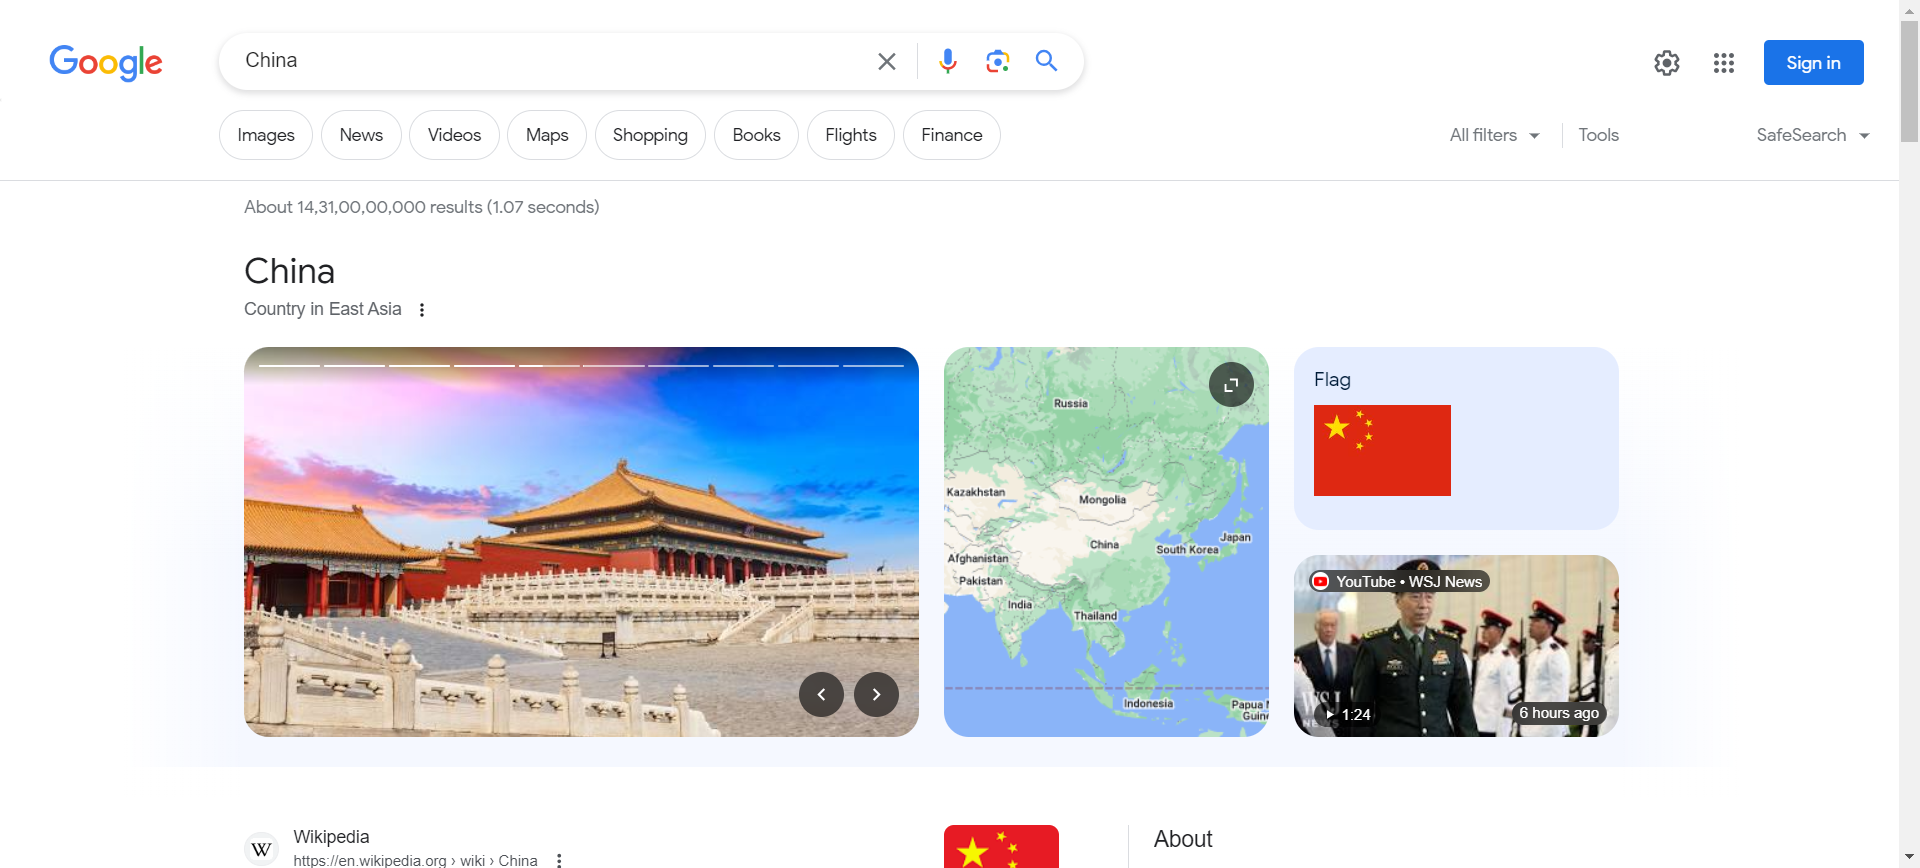 Google
China
Sign in
Images
News
Videos
Maps
Shopping
Books
Flights
Finance
All filters
Tools
SafeSearch
About 14,31,00,00,000 results (1.07 seconds)
China
Country in East Asia
Russia
Kazakhstan
Mongolia
China
South Korea
Japan
Afghanistan
Pakistan
India
Thailand
Indonesia
Papua N
Guin
Flag
YouTube • WSJ News
WSJ
NEWS
1:24
6 hours ago
W
Wikipedia
https://en.wikipedia.org › wiki › China
About